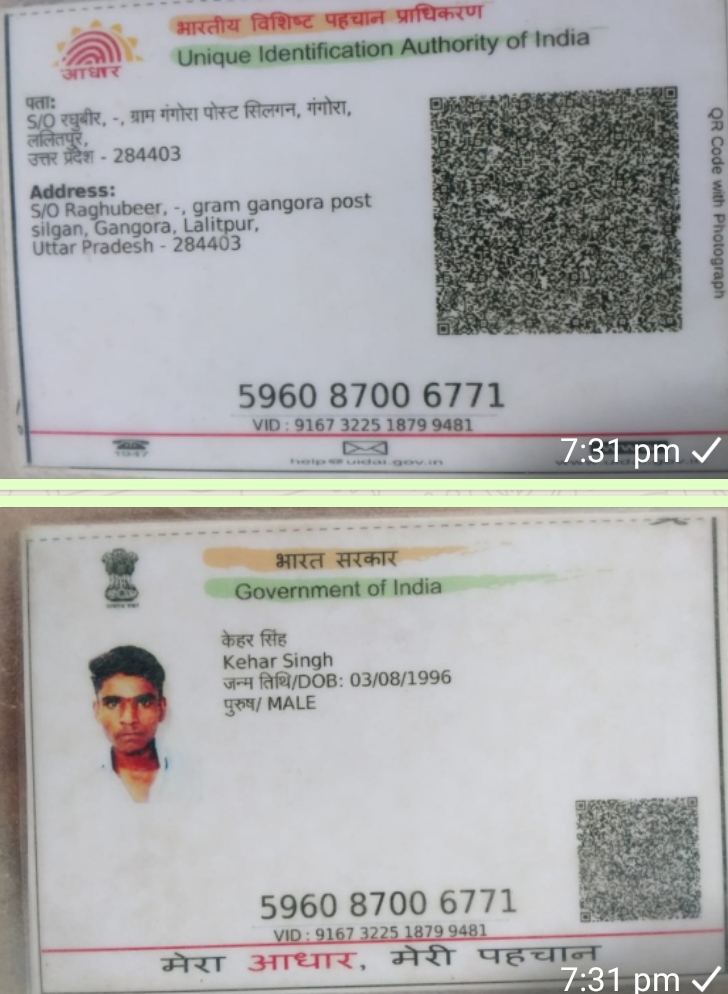 भारतीय विशिष्ट पहचान प्राधिकरण
Unique Identification Authority of India
आधार
पता:
S/O रघुबीर, -, ग्राम गंगोरा पोस्ट सिलगन, गंगोरा,
ललितपुर,
उत्तर प्रदेश - 284403
Address:
S/O Raghubeer, -, gram gangora post
silgan, Gangora, Lalitpur,
Uttar Pradesh - 284403
QR Code with Photograph
5960 8700 6771
VID : 9167 3225 1879 9481
1947
help@uidai.gov.in
7:31 pm
भारत सरकार
Government of India
केहर सिंह
Kehar Singh
जन्म तिथि/DOB: 03/08/1996
पुरुष/ MALE
5960 8700 6771
VID : 9167 3225 1879 9481
मेरा आधार, मेरी पहचान
7:31 pm